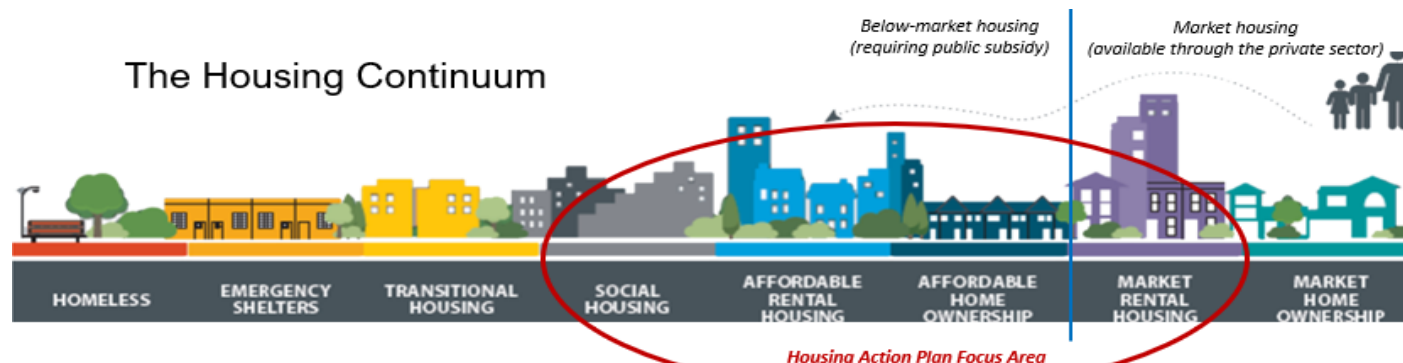 Below-market housing
(requiring public subsidy)
Market housing
(available through the private sector)
The Housing Continuum
HOMELESS
EMERGENCY
SHELTERS
TRANSITIONAL
HOUSING
SOCIAL
HOUSING
AFFORDABLE
RENTAL
HOUSING
AFFORDABLE
HOME
OWNERSHIP
MARKET
RENTAL
HOUSING
MARKET
HOME
OWNERSHIP
Housing Action Plan Focus Area